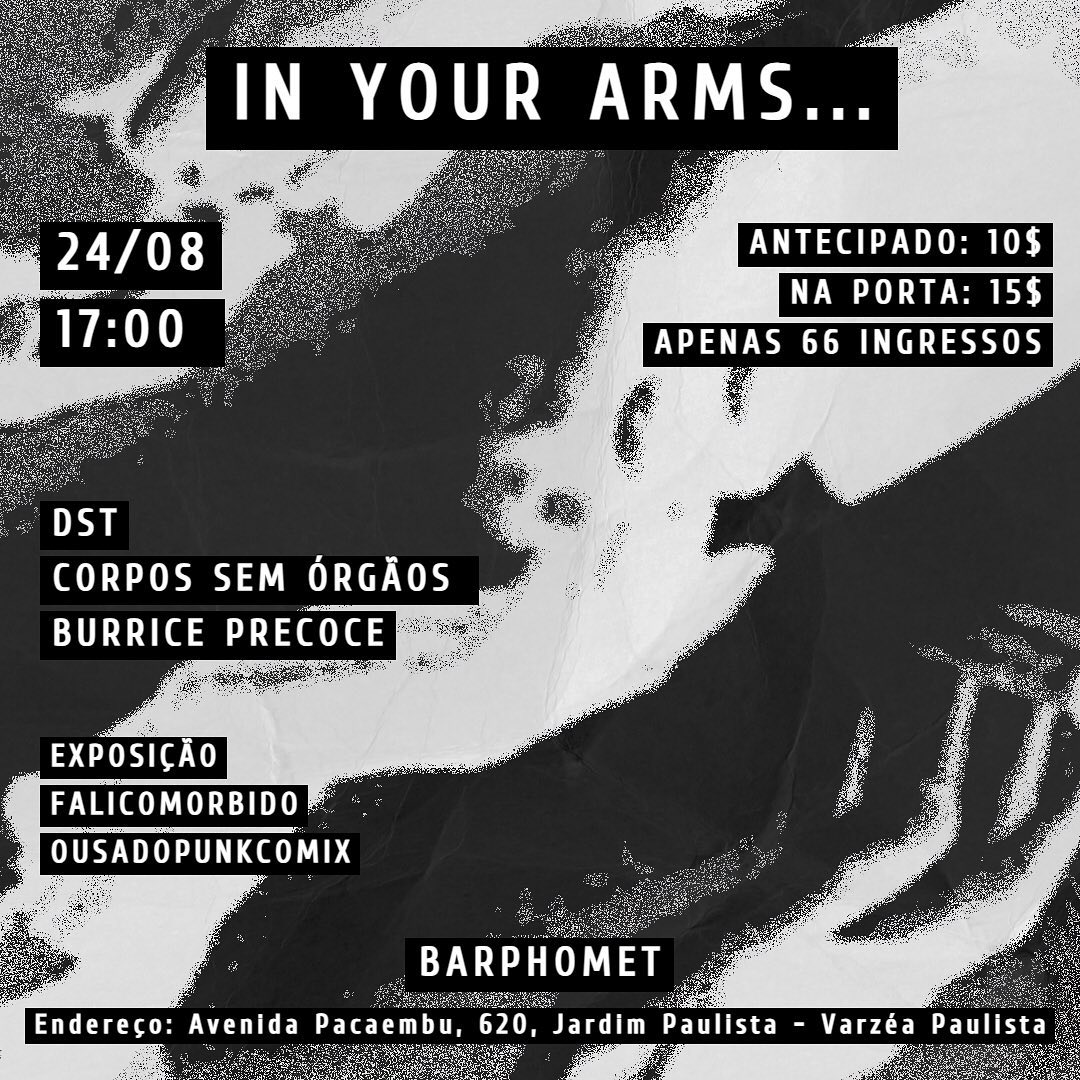 IN YOUR ARMS...
24/08
17:00
ANTECIPADO: 10$
NA PORTA: 15$
APENAS 66 INGRESSOS
DST
CORPOS SEM ÓRGÃOS
BURRICE PRECOCE
EXPOSIÇÃO
FALICOMORBIDO
OUSADOPUNKCOMIX
BARPHOMET
Endereço: Avenida Pacaembu, 620, Jardim Paulista - Varzéa Paulista